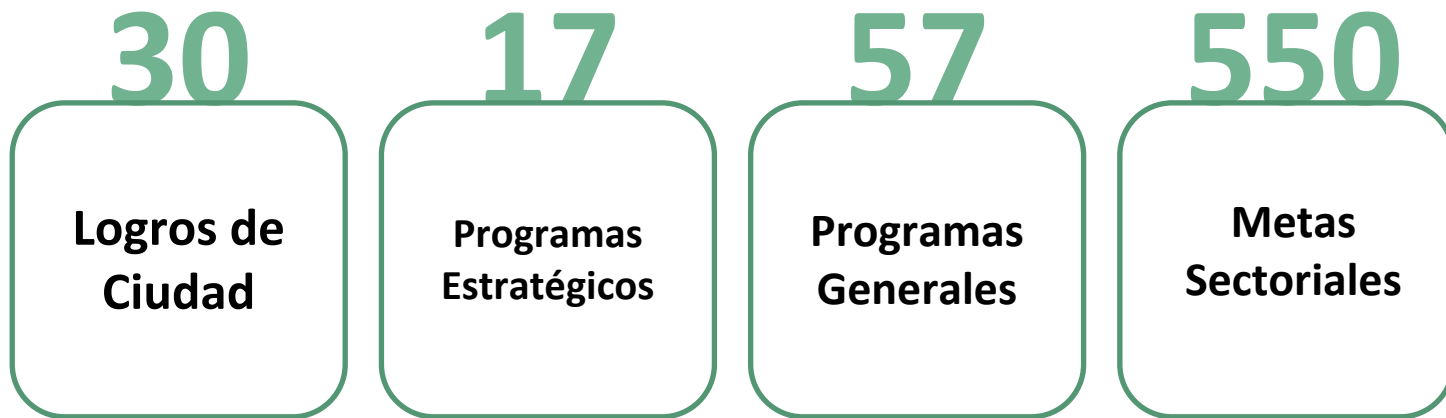 30
Logros de
Ciudad
17
Programas
Estratégicos
57
Programas
Generales
550
Metas
Sectoriales